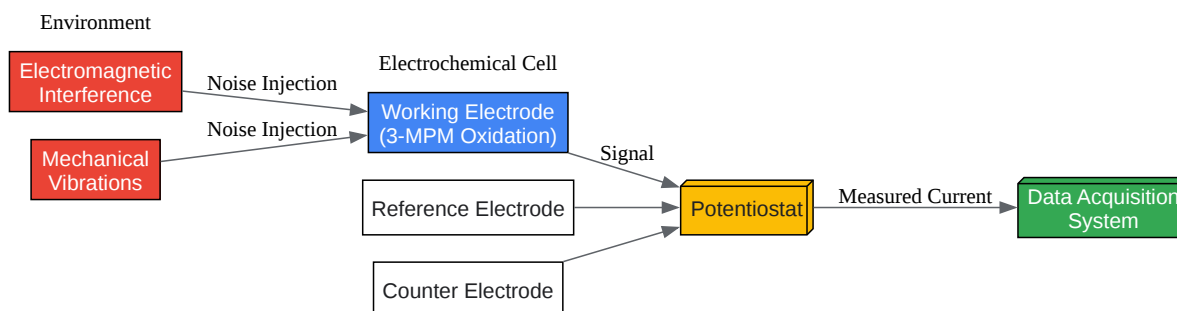 Environment
Electromagnetic
Interference
Noise Injection
Mechanical
Vibrations
Noise Injection
Electrochemical Cell
Working Electrode
(3-MPM Oxidation)
Signal
Reference Electrode
Counter Electrode
Potentiostat
Measured Current
Data Acquisition
System